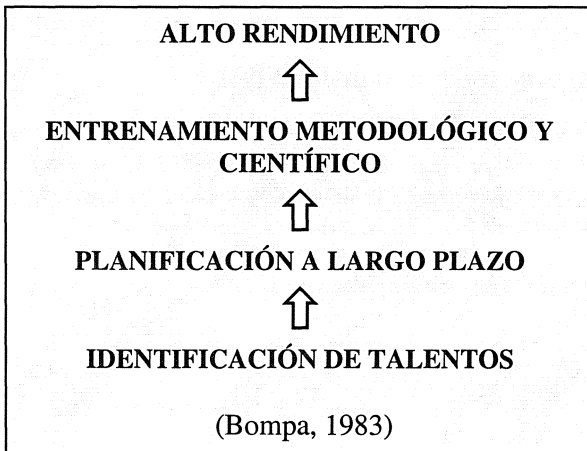 ALTO RENDIMIENTO
ENTRENAMIENTO METODOLÓGICO Y
CIENTÍFICO
PLANIFICACIÓN A LARGO PLAZO
IDENTIFICACIÓN DE TALENTOS
(Bompa, 1983)